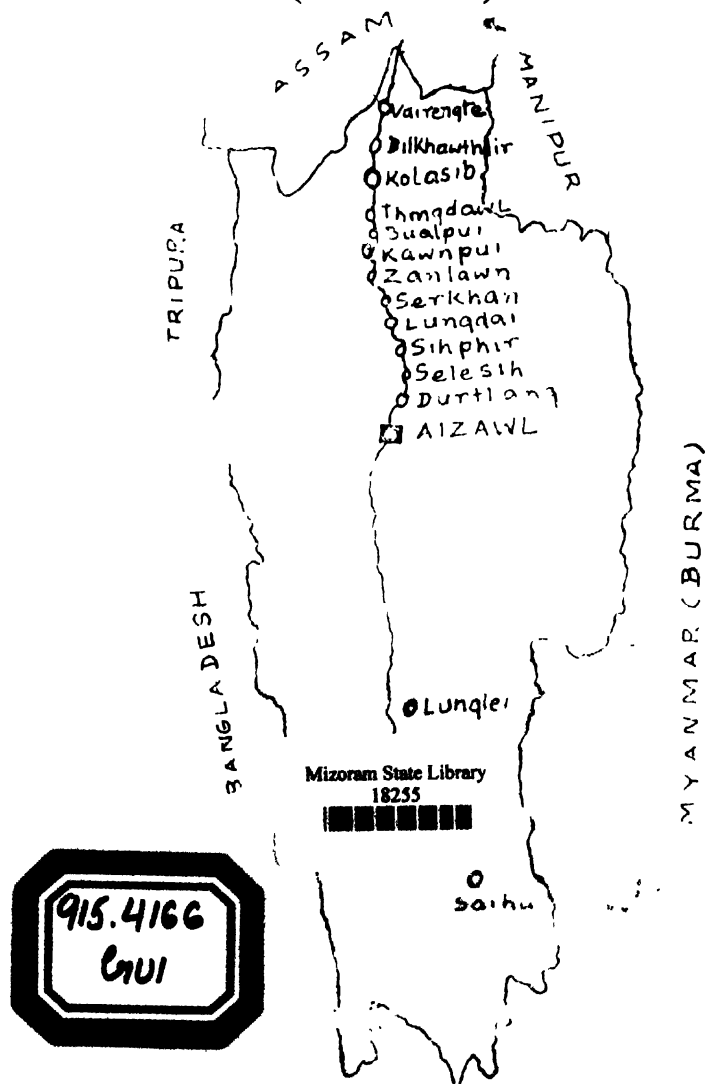 ASSAM
MANIPUR
Vairengte
Bilkhawthlir
KOLASIB
ThingdawL
Bualpui
Kawnpui
Zanlawn
Serkhan
Lungdai
Sihphir
Selesih
Durtlang
AIZAWL
TRIPURA
BANGLADESH
MYANMAR (BURMA)
Lunglei
Mizoram State Library
18255
Saihu
915.4166
GUI